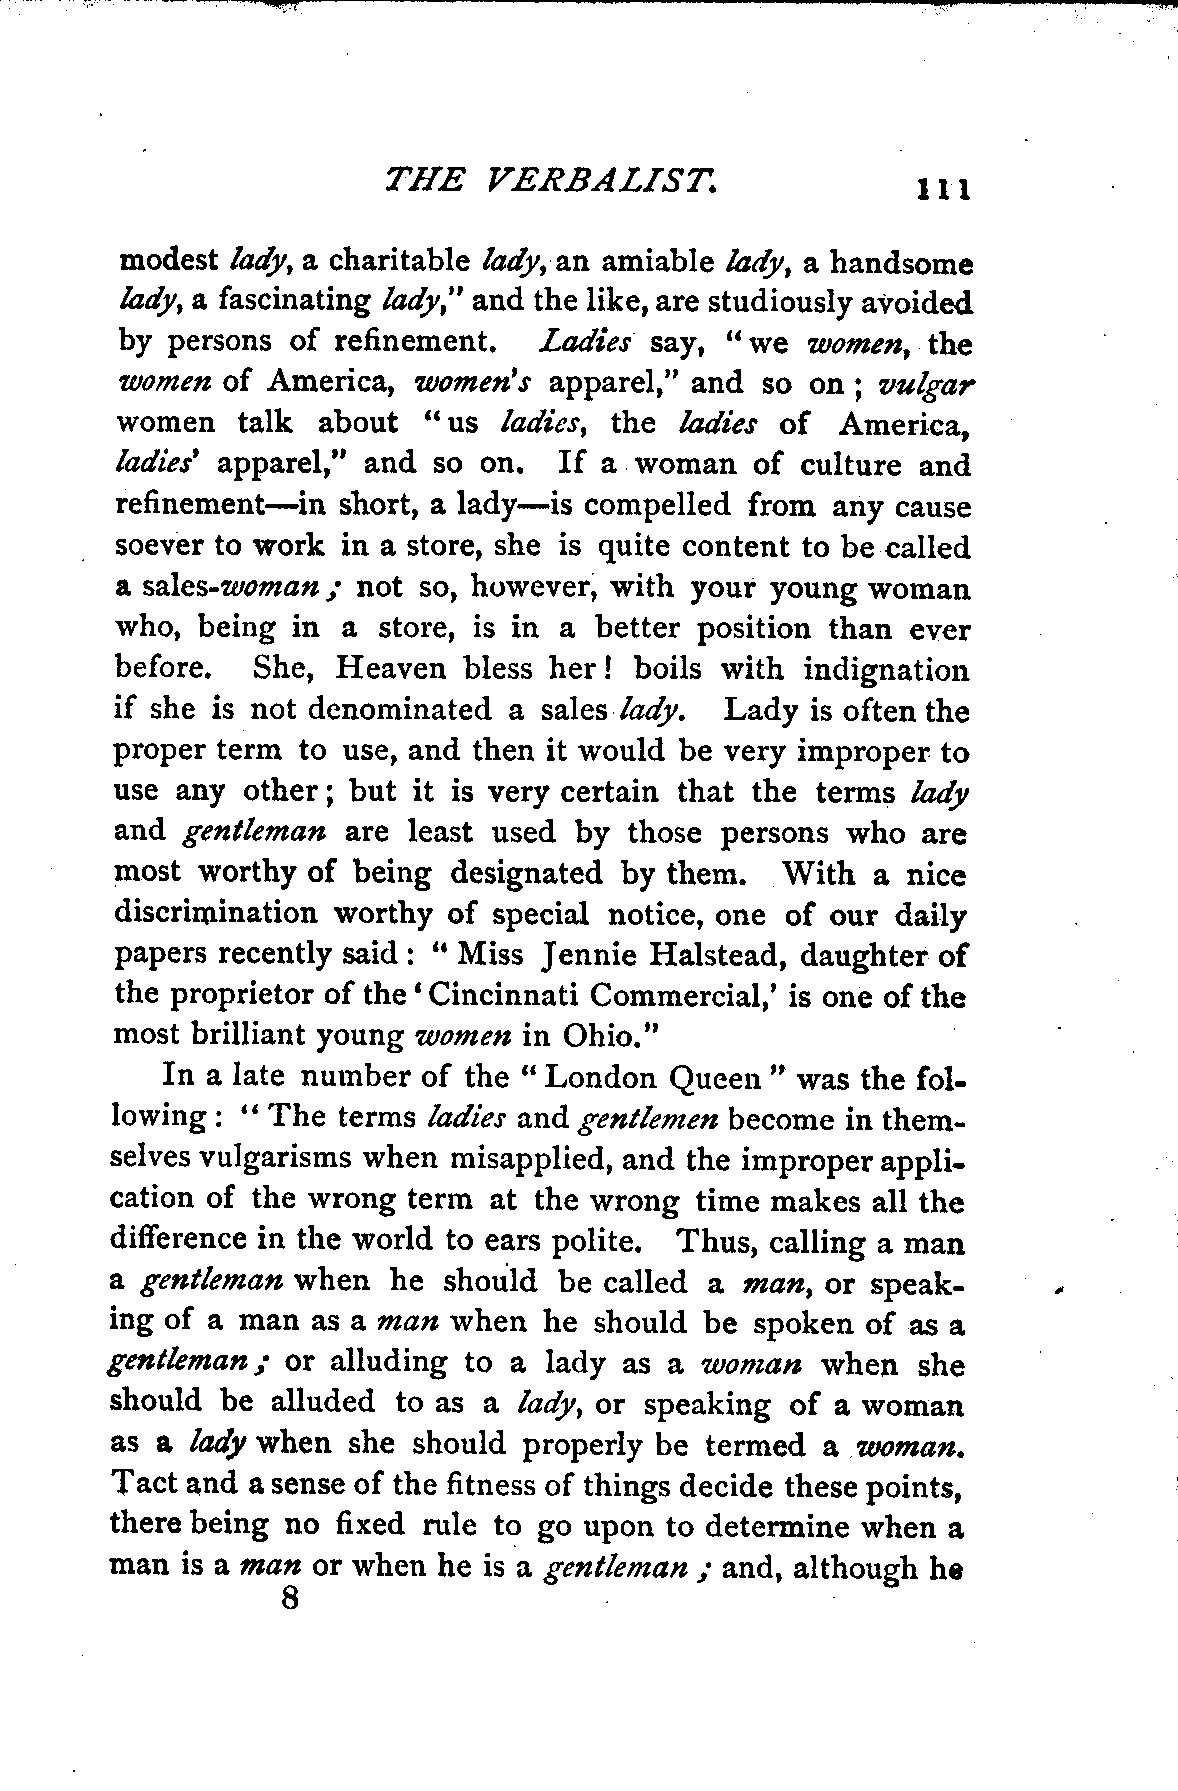 THE VERBALIST.
111
modest lady, a charitable lady, an amiable lady, a handsome
lady, a fascinating lady," and the like, are studiously avoided
by persons of refinement. Ladies say, "we women, the
women of America, women's apparel," and so on; vulgar
women talk about "us ladies, the ladies of America,
ladies' apparel," and so on. If a woman of culture and
refinement—in short, a lady—is compelled from any cause
soever to work in a store, she is quite content to be called
a sales-woman; not so, however, with your young woman
who, being in a store, is in a better position than ever
before. She, Heaven bless her! boils with indignation
if she is not denominated a sales lady. Lady is often the
proper term to use, and then it would be very improper to
use any other; but it is very certain that the terms lady
and gentleman are least used by those persons who are
most worthy of being designated by them. With a nice
discrimination worthy of special notice, one of our daily
papers recently said: "Miss Jennie Halstead, daughter of
the proprietor of the 'Cincinnati Commercial,' is one of the
most brilliant young women in Ohio."
In a late number of the "London Queen" was the fol-
lowing: "The terms ladies and gentlemen become in them-
selves vulgarisms when misapplied, and the improper appli-
cation of the wrong term at the wrong time makes all the
difference in the world to ears polite. Thus, calling a man
a gentleman when he should be called a man, or speak-
ing of a man as a man when he should be spoken of as a
gentleman; or alluding to a lady as a woman when she
should be alluded to as a lady, or speaking of a woman
as a lady when she should properly be termed a woman.
Tact and a sense of the fitness of things decide these points,
there being no fixed rule to go upon to determine when a
man is a man or when he is a gentleman; and, although he
8